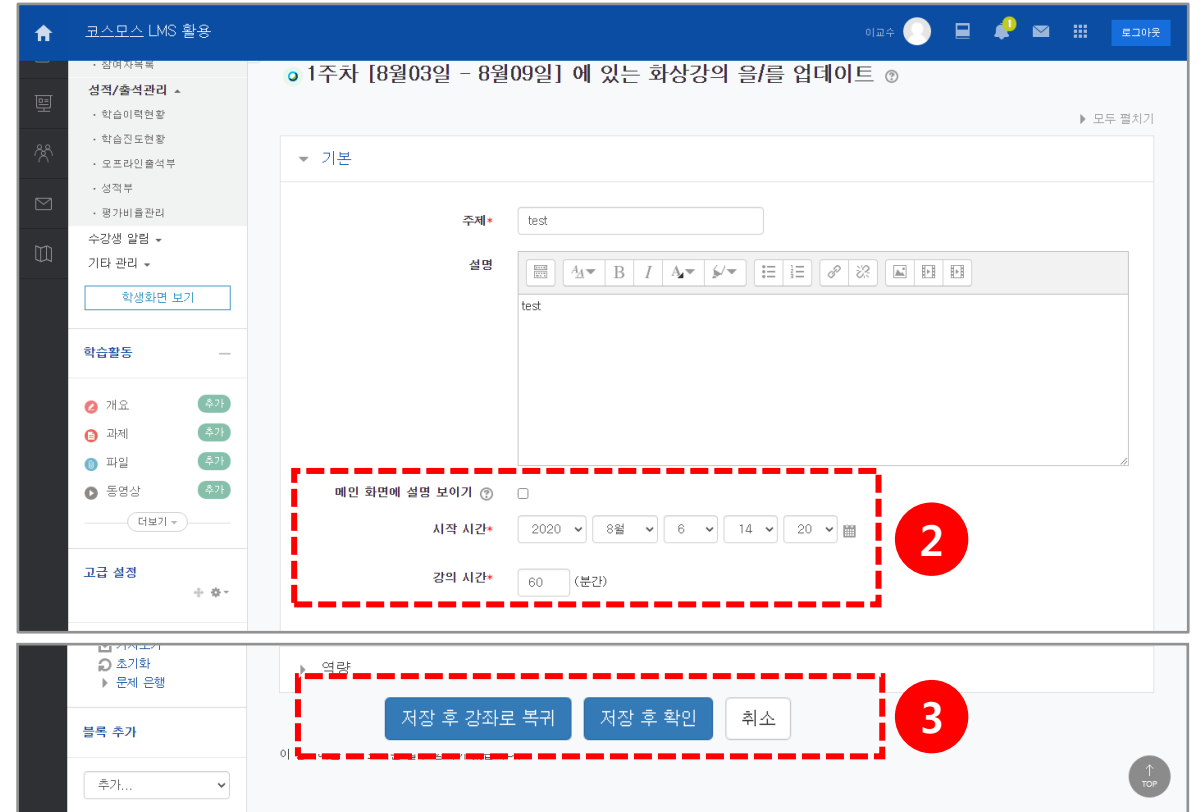 코스모스 LMS 활용
이교수
1
로그아웃
참여자목록
성적/출석관리
· 학습이력현황
· 학습진도현황
· 오프라인출석부
· 성적부
· 평가비율관리
수강생 알림
기타 관리
학생화면 보기
학습활동
개요 추가
과제 추가
파일 추가
동영상 추가
더보기
고급 설정
1주차 [8월03일 - 8월09일] 에 있는 화상강의 을/를 업데이트
모두 펼치기
기본
주제* test
설명
B I
test
메인 화면에 설명 보이기
시작 시간* 2020 8월 6 14 20
강의 시간* 60 (분간)
2
초기화
문제 은행
블록 추가
추가...
역량
저장 후 강좌로 복귀 저장 후 확인 취소
3
TOP